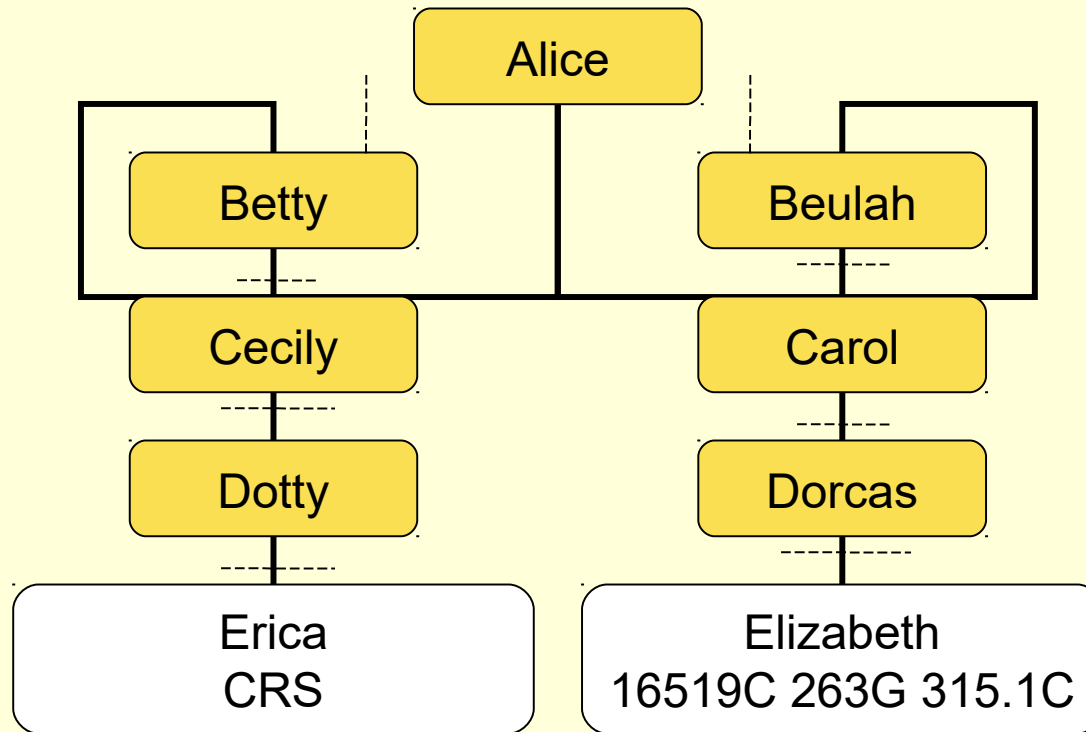 Alice
Betty
Beulah
Cecily
Carol
Dotty
Dorcas
Erica
CRS
Elizabeth
16519C 263G 315.1C